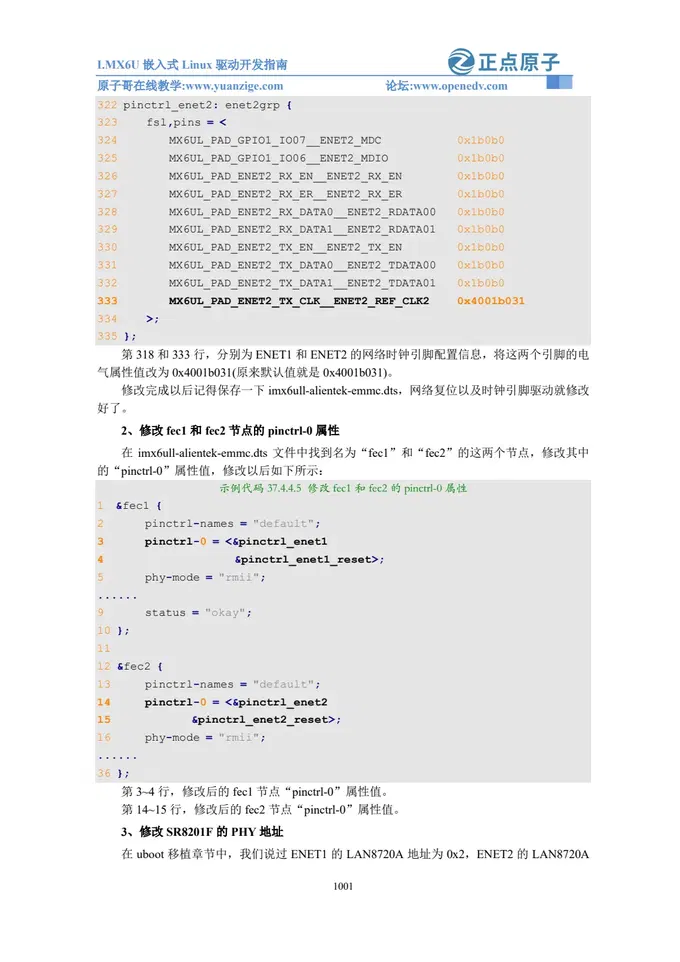 I.MX6U 嵌入式 Linux 驱动开发指南
正点原子
原子哥在线教学:www.yuanzige.com 论坛:www.openedv.com
322 pinctrl_enet2: enet2grp {
323 fsl,pins = <
324 MX6UL_PAD_GPIO1_IO07__ENET2_MDC 0x1b0b0
325 MX6UL_PAD_GPIO1_IO06__ENET2_MDIO 0x1b0b0
326 MX6UL_PAD_ENET2_RX_EN__ENET2_RX_EN 0x1b0b0
327 MX6UL_PAD_ENET2_RX_ER__ENET2_RX_ER 0x1b0b0
328 MX6UL_PAD_ENET2_RX_DATA0__ENET2_RDATA00 0x1b0b0
329 MX6UL_PAD_ENET2_RX_DATA1__ENET2_RDATA01 0x1b0b0
330 MX6UL_PAD_ENET2_TX_EN__ENET2_TX_EN 0x1b0b0
331 MX6UL_PAD_ENET2_TX_DATA0__ENET2_TDATA00 0x1b0b0
332 MX6UL_PAD_ENET2_TX_DATA1__ENET2_TDATA01 0x1b0b0
333 MX6UL_PAD_ENET2_TX_CLK__ENET2_REF_CLK2 0x4001b031
334 >;
335 };
第 318 和 333 行，分别为 ENET1 和 ENET2 的网络时钟引脚配置信息，将这两个引脚的电
气属性值改为 0x4001b031(原来默认值就是 0x4001b031)。
修改完成以后记得保存一下 imx6ull-alientek-emmc.dts，网络复位以及时钟引脚驱动就修改
好了。
2、修改 fec1 和 fec2 节点的 pinctrl-0 属性
在 imx6ull-alientek-emmc.dts 文件中找到名为“fec1”和“fec2”的这两个节点，修改其中
的“pinctrl-0”属性值，修改以后如下所示：
示例代码 37.4.4.5 修改 fec1 和 fec2 的 pinctrl-0 属性
1 &fec1 {
2 pinctrl-names = "default";
3 pinctrl-0 = <&pinctrl_enet1
4 &pinctrl_enet1_reset>;
5 phy-mode = "rmii";
......
9 status = "okay";
10 };
11
12 &fec2 {
13 pinctrl-names = "default";
14 pinctrl-0 = <&pinctrl_enet2
15 &pinctrl_enet2_reset>;
16 phy-mode = "rmii";
......
36 };
第 3~4 行，修改后的 fec1 节点“pinctrl-0”属性值。
第 14~15 行，修改后的 fec2 节点“pinctrl-0”属性值。
3、修改 SR8201F 的 PHY 地址
在 uboot 移植章节中，我们说过 ENET1 的 LAN8720A 地址为 0x2，ENET2 的 LAN8720A
1001